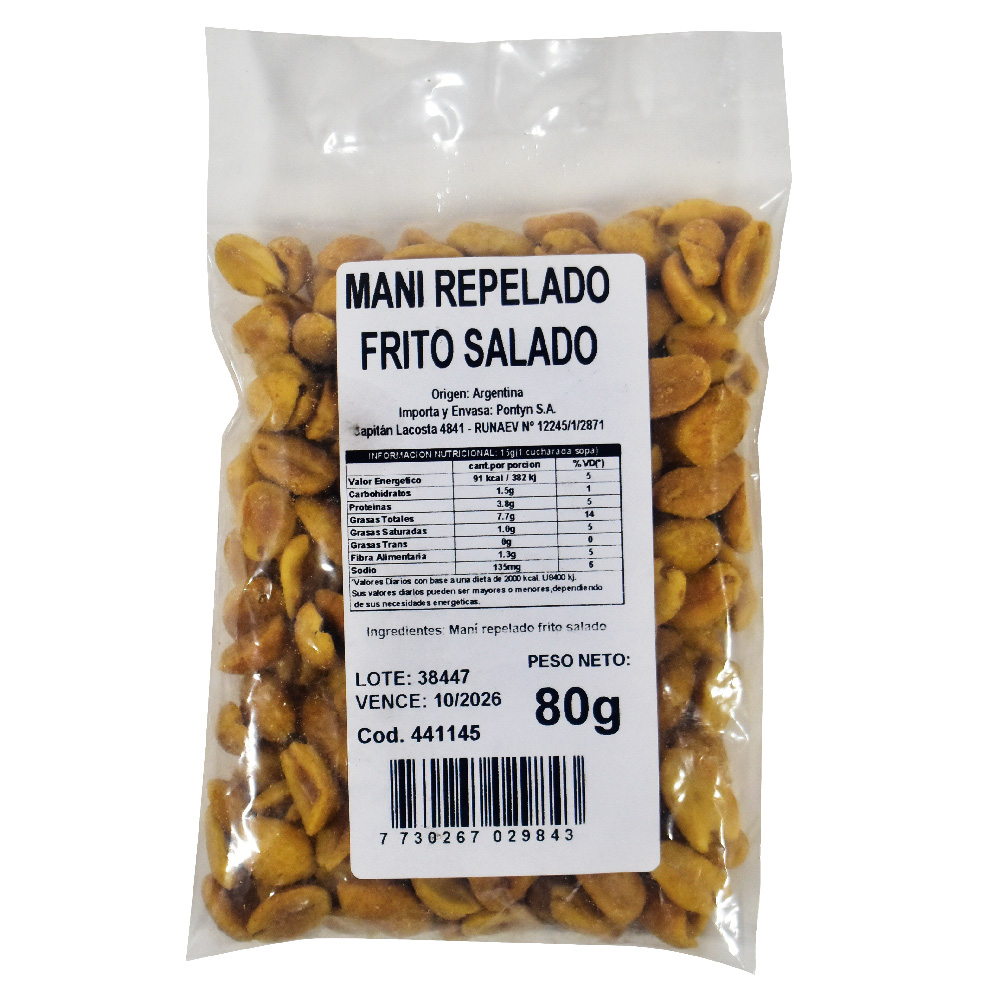 MANI REPELADO
FRITO SALADO
Origen: Argentina
Importa y Envasa: Pontyn S.A.
Capitán Lacosta 4841 - RUNAEV Nº 12245/1/2871
INFORMACION NUTRICIONAL: 15g(1 cucharada sopa)
cant.por porcion %VD(*)
Valor Energetico 91 kcal / 382 kj 5
Carbohidratos 1.5g 1
Proteinas 3.8g 5
Grasas Totales 7.7g 14
Grasas Saturadas 1.0g 5
Grasas Trans 0g 0
Fibra Alimentaria 1.3g 5
Sodio 135mg 6
*Valores Diarios con base a una dieta de 2000 kcal. U8400 kj.
Sus valores diarios pueden ser mayores o menores,dependiendo
de sus necesidades energeticas.
Ingredientes: Maní repelado frito salado
PESO NETO:
80g
LOTE: 38447
VENCE: 10/2026
Cod. 441145
7 730267 029843